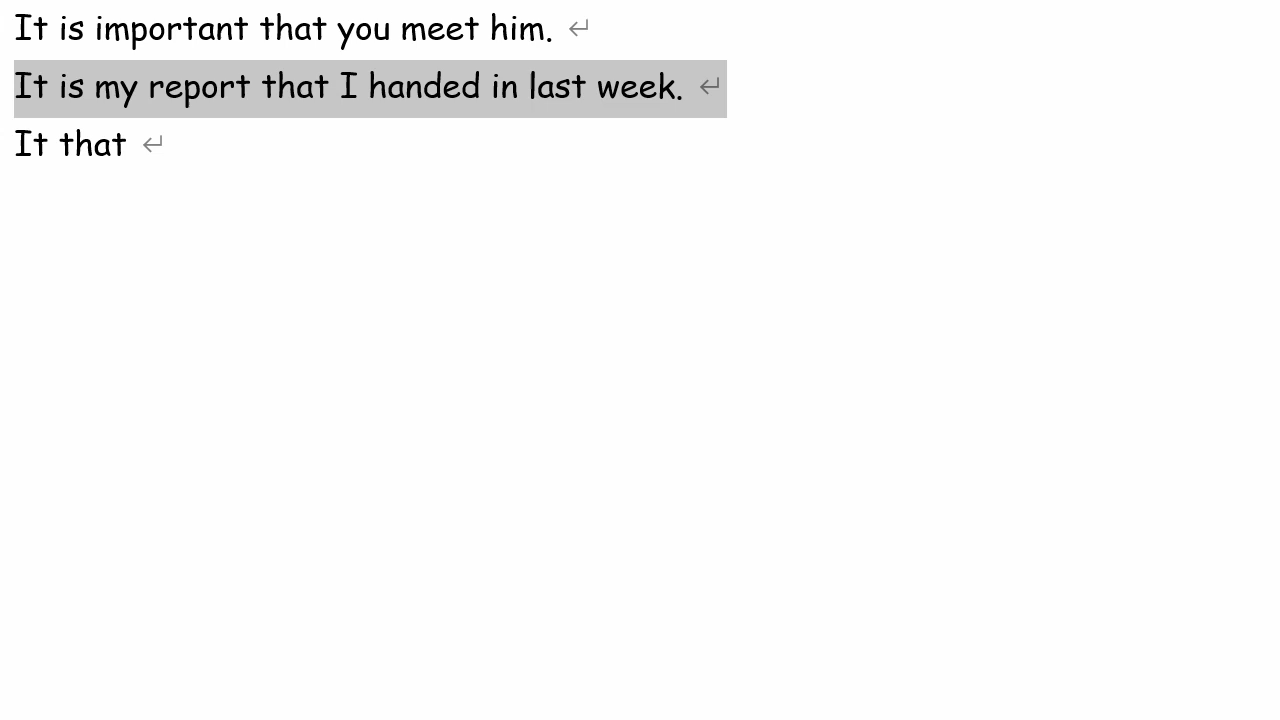 It is important that you meet him. ↵
It is my report that I handed in last week. ↵
It that ↵